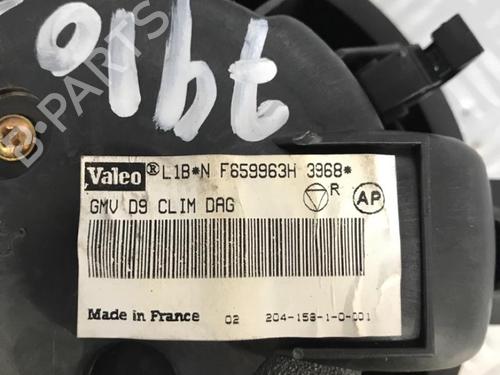 Valeo ® L1B*N F659963H 3968*
GMV D9 CLIM DAG
R
AP
Made in France 02 204-158-1-0-001
B-PARTS